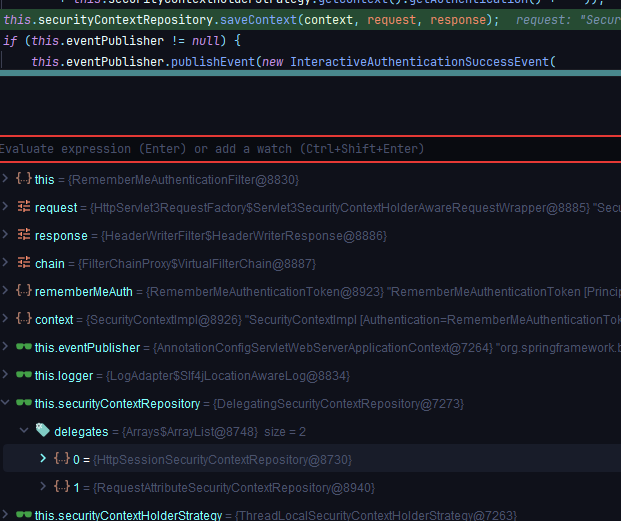 this.securityContextRepository.saveContext(context, request, response);  request: "Secur
if (this.eventPublisher != null) {
this.eventPublisher.publishEvent(new InteractiveAuthenticationSuccessEvent(
Evaluate expression (Enter) or add a watch (Ctrl+Shift+Enter)
this = {RememberMeAuthenticationFilter@8830}
request = {HttpServlet3RequestFactory$Servlet3SecurityContextHolderAwareRequestWrapper@8885} "Secu
response = {HeaderWriterFilter$HeaderWriterResponse@8886}
chain = {FilterChainProxy$VirtualFilterChain@8887}
rememberMeAuth = {RememberMeAuthenticationToken@8923} "RememberMeAuthenticationToken [Princip
context = {SecurityContextImpl@8926} "SecurityContextImpl [Authentication=RememberMeAuthenticationTok
this.eventPublisher = {AnnotationConfigServletWebServerApplicationContext@7264} "org.springframework.b
this.logger = {LogAdapter$Slf4jLocationAwareLog@8834}
this.securityContextRepository = {DelegatingSecurityContextRepository@7273}
delegates = {Arrays$ArrayList@8748}  size = 2
0 = {HttpSessionSecurityContextRepository@8730}
1 = {RequestAttributeSecurityContextRepository@8940}
this.securityContextHolderStrategy = {ThreadLocalSecurityContextHolderStrategy@7263}